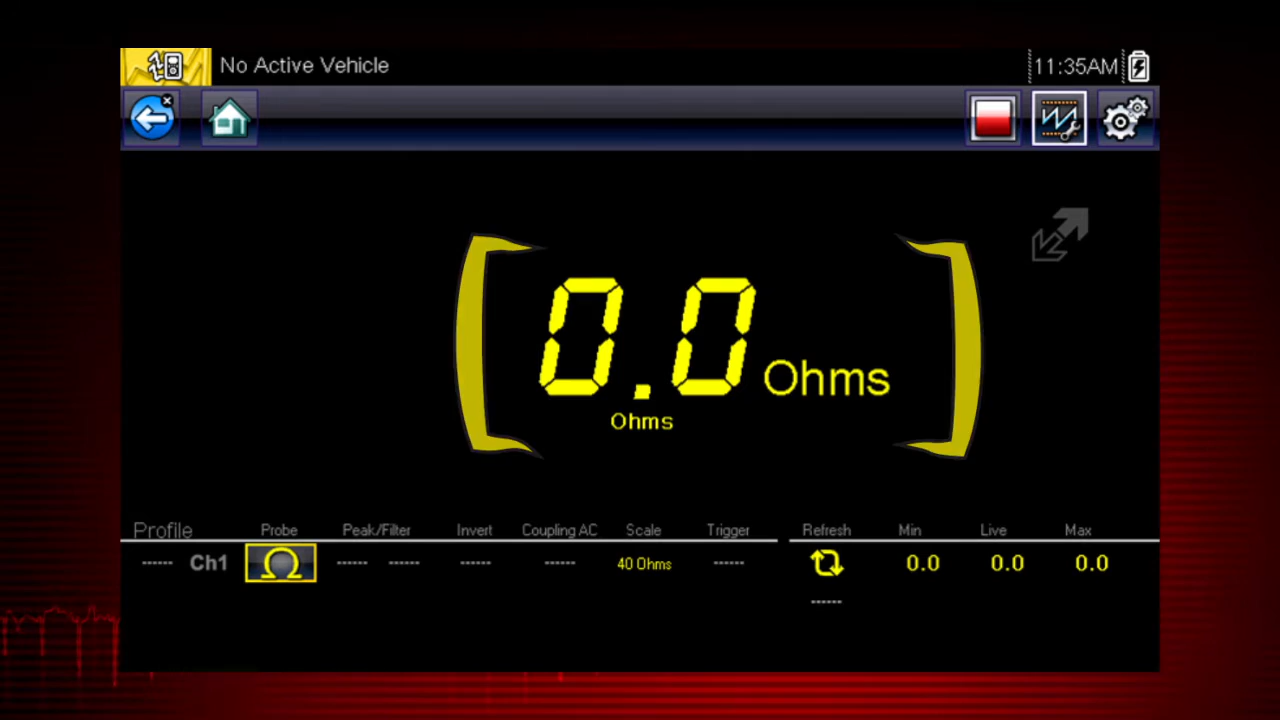 No Active Vehicle
11:35AM
0.0 Ohms
Ohms
Profile Probe Peak/Filter Invert Coupling AC Scale Trigger Refresh Min Live Max
------ Ch1 Ω ------ ------ ------ ------ 40 Ohms ------ 0.0 0.0 0.0
------